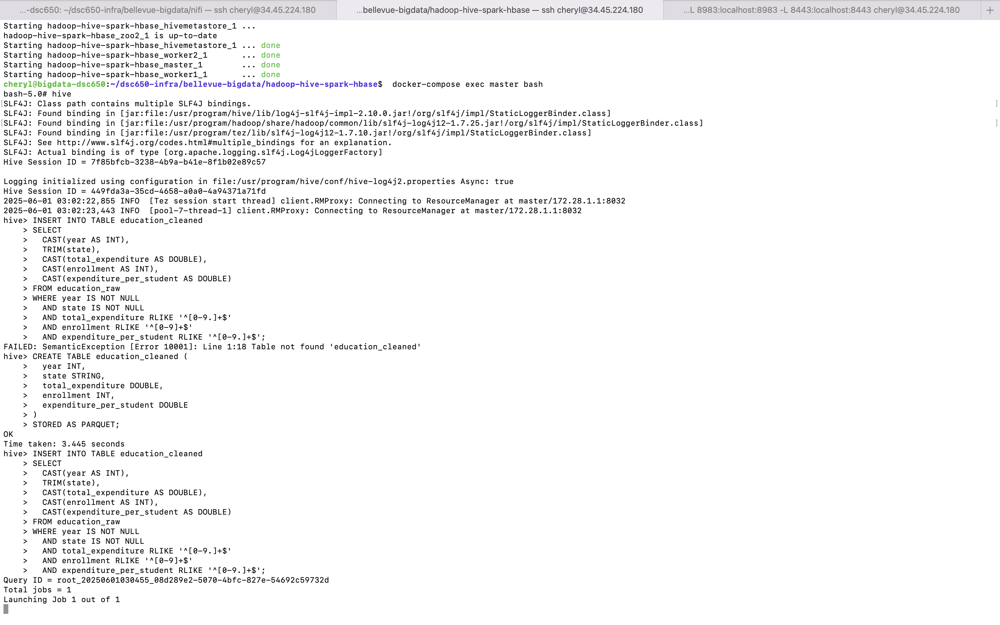 ...-dsc650: ~/dsc650-infra/bellevue-bigdata/nifi — ssh cheryl@34.45.224.180
...bellevue-bigdata/hadoop-hive-spark-hbase — ssh cheryl@34.45.224.180
...L 8983:localhost:8983 -L 8443:localhost:8443 cheryl@34.45.224.180
+
Starting hadoop-hive-spark-hbase_hivemetastore_1 ...
hadoop-hive-spark-hbase_zoo2_1 is up-to-date
Starting hadoop-hive-spark-hbase_hivemetastore_1 ... done
Starting hadoop-hive-spark-hbase_worker2_1       ... done
Starting hadoop-hive-spark-hbase_master_1        ... done
Starting hadoop-hive-spark-hbase_worker1_1       ... done
cheryl@bigdata-dsc650:~/dsc650-infra/bellevue-bigdata/hadoop-hive-spark-hbase$  docker-compose exec master bash
bash-5.0# hive
[SLF4J: Class path contains multiple SLF4J bindings. ]
SLF4J: Found binding in [jar:file:/usr/program/hive/lib/log4j-slf4j-impl-2.10.0.jar!/org/slf4j/impl/StaticLoggerBinder.class]
[SLF4J: Found binding in [jar:file:/usr/program/hadoop/share/hadoop/common/lib/slf4j-log4j12-1.7.25.jar!/org/slf4j/impl/StaticLoggerBinder.class] ]
SLF4J: Found binding in [jar:file:/usr/program/tez/lib/slf4j-log4j12-1.7.10.jar!/org/slf4j/impl/StaticLoggerBinder.class]
SLF4J: See http://www.slf4j.org/codes.html#multiple_bindings for an explanation.
SLF4J: Actual binding is of type [org.apache.logging.slf4j.Log4jLoggerFactory]
Hive Session ID = 7f85bfcb-3238-4b9a-b41e-8f1b02e89c57
Logging initialized using configuration in file:/usr/program/hive/conf/hive-log4j2.properties Async: true
Hive Session ID = 449fda3a-35cd-4658-a0a0-4a94371a71fd
2025-06-01 03:02:22,855 INFO  [Tez session start thread] client.RMProxy: Connecting to ResourceManager at master/172.28.1.1:8032
2025-06-01 03:02:23,443 INFO  [pool-7-thread-1] client.RMProxy: Connecting to ResourceManager at master/172.28.1.1:8032
hive> INSERT INTO TABLE education_cleaned
    > SELECT
    >   CAST(year AS INT),
    >   TRIM(state),
    >   CAST(total_expenditure AS DOUBLE),
    >   CAST(enrollment AS INT),
    >   CAST(expenditure_per_student AS DOUBLE)
    > FROM education_raw
    > WHERE year IS NOT NULL
    >   AND state IS NOT NULL
    >   AND total_expenditure RLIKE '^[0-9.]+$'
    >   AND enrollment RLIKE '^[0-9]+$'
    >   AND expenditure_per_student RLIKE '^[0-9.]+$';
FAILED: SemanticException [Error 10001]: Line 1:18 Table not found 'education_cleaned'
hive> CREATE TABLE education_cleaned (
    >   year INT,
    >   state STRING,
    >   total_expenditure DOUBLE,
    >   enrollment INT,
    >   expenditure_per_student DOUBLE
    > )
    > STORED AS PARQUET;
OK
Time taken: 3.445 seconds
hive> INSERT INTO TABLE education_cleaned
    > SELECT
    >   CAST(year AS INT),
    >   TRIM(state),
    >   CAST(total_expenditure AS DOUBLE),
    >   CAST(enrollment AS INT),
    >   CAST(expenditure_per_student AS DOUBLE)
    > FROM education_raw
    > WHERE year IS NOT NULL
    >   AND state IS NOT NULL
    >   AND total_expenditure RLIKE '^[0-9.]+$'
    >   AND enrollment RLIKE '^[0-9]+$'
    >   AND expenditure_per_student RLIKE '^[0-9.]+$';
Query ID = root_20250601030455_08d289e2-5070-4bfc-827e-54692c59732d
Total jobs = 1
Launching Job 1 out of 1